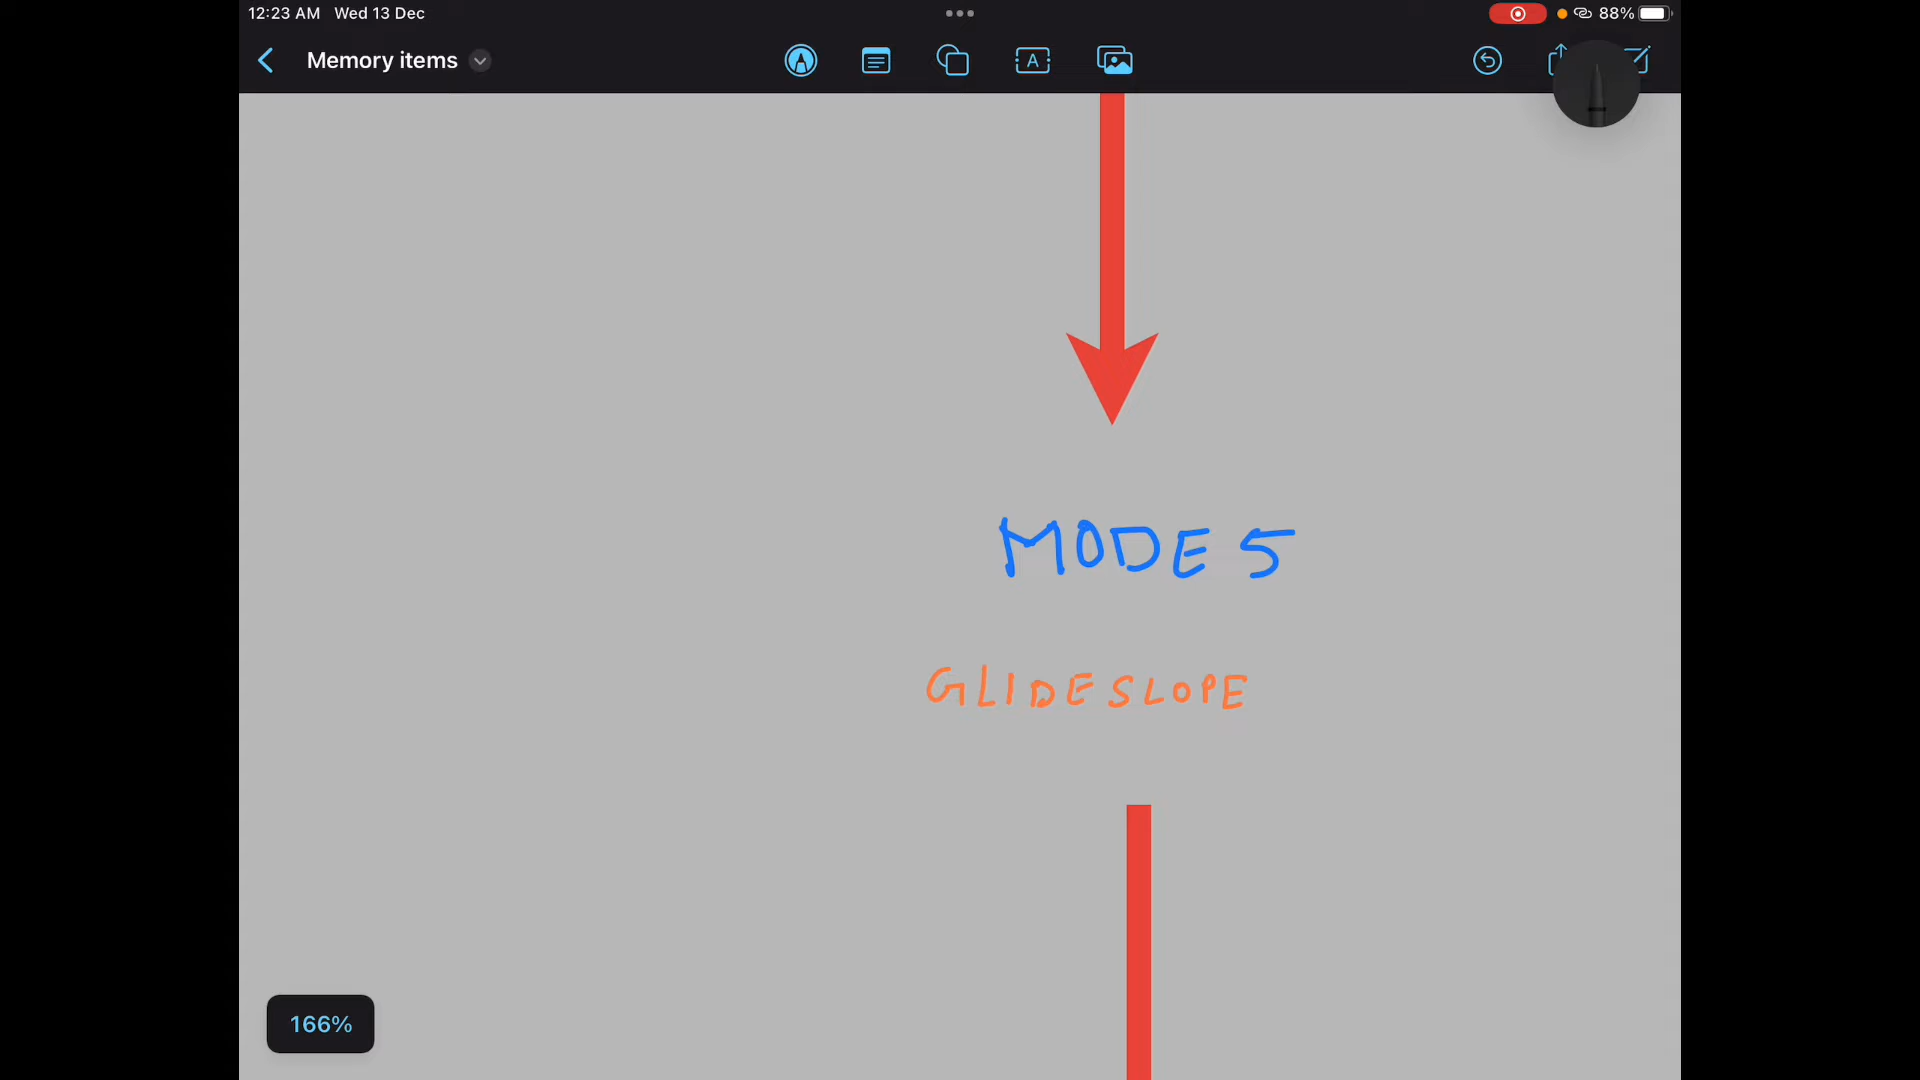 12:23 AM Wed 13 Dec
88%
Memory items
A
MODE 5
GLIDESLOPE
166%